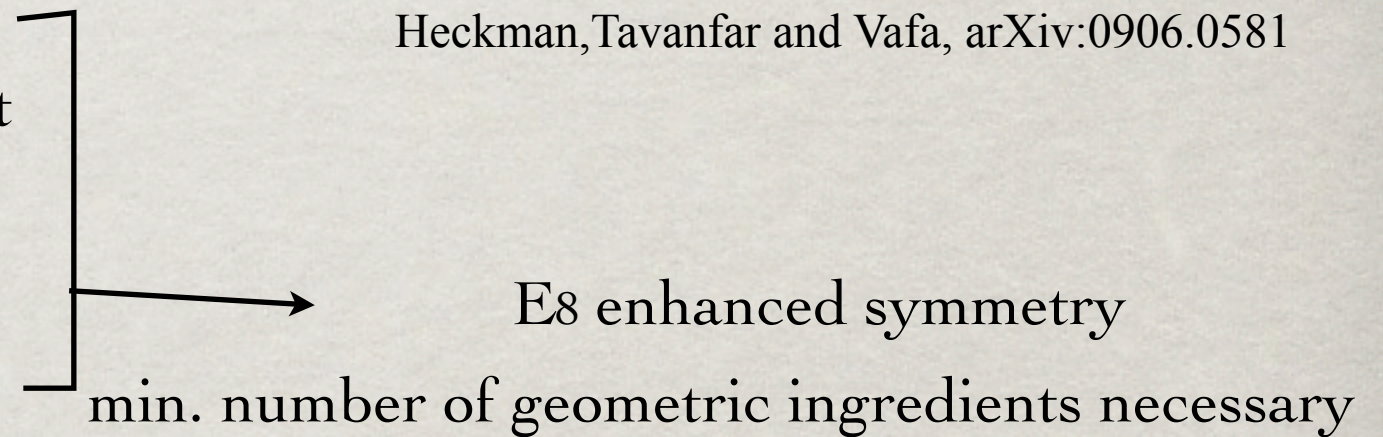 Heckman,Tavanfar and Vafa, arXiv:0906.0581
t
E8 enhanced symmetry
min. number of geometric ingredients necessary